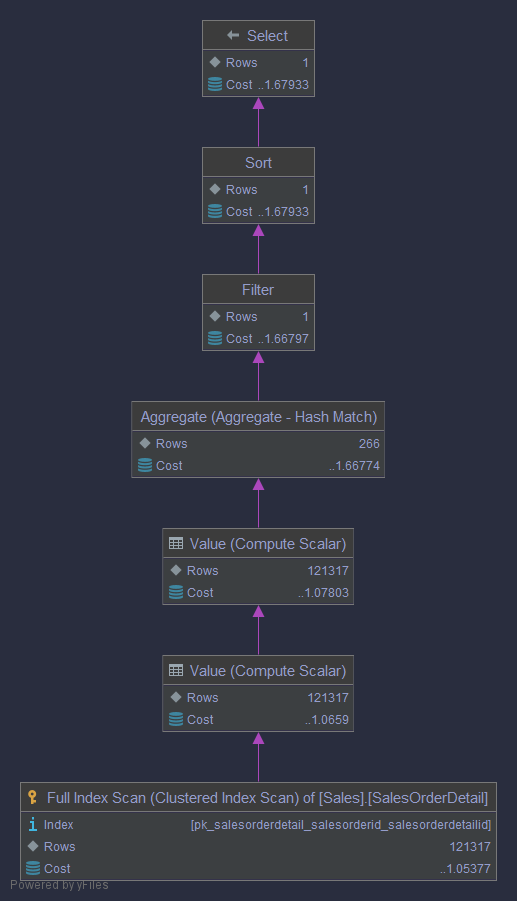 Select
Rows 1
Cost ..1.67933
Sort
Rows 1
Cost ..1.67933
Filter
Rows 1
Cost ..1.66797
Aggregate (Aggregate - Hash Match)
Rows 266
Cost ..1.66774
Value (Compute Scalar)
Rows 121317
Cost ..1.07803
Value (Compute Scalar)
Rows 121317
Cost ..1.0659
Full Index Scan (Clustered Index Scan) of [Sales].[SalesOrderDetail]
Index [pk_salesorderdetail_salesorderid_salesorderdetailid]
Rows 121317
Cost ..1.05377
Powered by yFiles